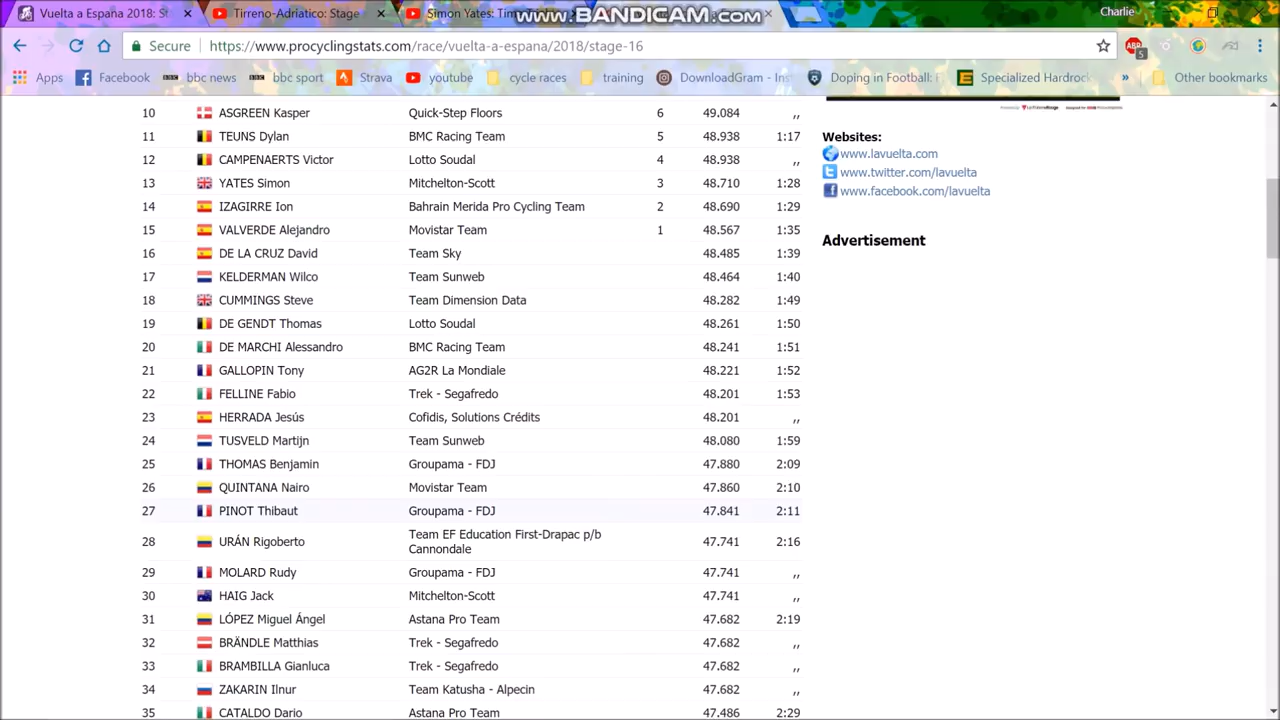 Vuelta a Espana 2018: St
Tirreno-Adriatico: Stage
Simon Yates: Tim
www.BANDICAM.com
Charlie
Secure
https://www.procyclingstats.com/race/vuelta-a-espana/2018/stage-16
5
Apps Facebook bbc news bbc sport Strava youtube cycle races training DownloadGram - Ins Doping in Football: F Specialized Hardrock » Other bookmarks
10 ASGREEN Kasper Quick-Step Floors 6 49.084 ,,
11 TEUNS Dylan BMC Racing Team 5 48.938 1:17
12 CAMPENAERTS Victor Lotto Soudal 4 48.938 ,,
13 YATES Simon Mitchelton-Scott 3 48.710 1:28
14 IZAGIRRE Ion Bahrain Merida Pro Cycling Team 2 48.690 1:29
15 VALVERDE Alejandro Movistar Team 1 48.567 1:35
16 DE LA CRUZ David Team Sky 48.485 1:39
17 KELDERMAN Wilco Team Sunweb 48.464 1:40
18 CUMMINGS Steve Team Dimension Data 48.282 1:49
19 DE GENDT Thomas Lotto Soudal 48.261 1:50
20 DE MARCHI Alessandro BMC Racing Team 48.241 1:51
21 GALLOPIN Tony AG2R La Mondiale 48.221 1:52
22 FELLINE Fabio Trek - Segafredo 48.201 1:53
23 HERRADA Jesús Cofidis, Solutions Crédits 48.201 ,,
24 TUSVELD Martijn Team Sunweb 48.080 1:59
25 THOMAS Benjamin Groupama - FDJ 47.880 2:09
26 QUINTANA Nairo Movistar Team 47.860 2:10
27 PINOT Thibaut Groupama - FDJ 47.841 2:11
28 URÁN Rigoberto Team EF Education First-Drapac p/b
Cannondale 47.741 2:16
29 MOLARD Rudy Groupama - FDJ 47.741 ,,
30 HAIG Jack Mitchelton-Scott 47.741 ,,
31 LÓPEZ Miguel Ángel Astana Pro Team 47.682 2:19
32 BRÄNDLE Matthias Trek - Segafredo 47.682 ,,
33 BRAMBILLA Gianluca Trek - Segafredo 47.682 ,,
34 ZAKARIN Ilnur Team Katusha - Alpecin 47.682 ,,
35 CATALDO Dario Astana Pro Team 47.486 2:29
Websites:
www.lavuelta.com
www.twitter.com/lavuelta
www.facebook.com/lavuelta
Advertisement